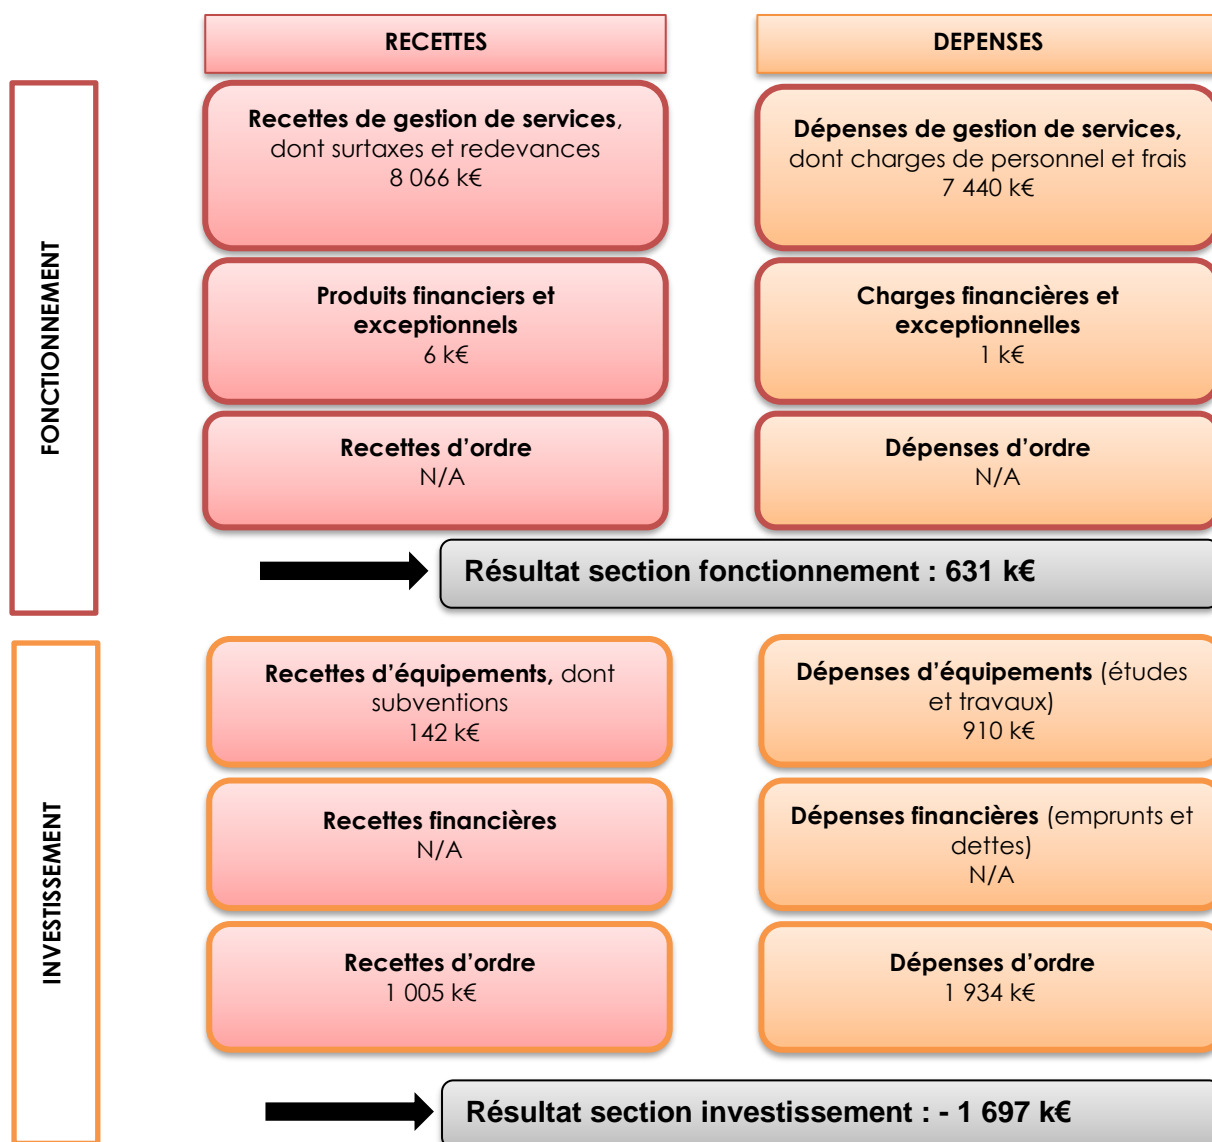 RECETTES
DEPENSES
FONCTIONNEMENT
Recettes de gestion de services,
dont surtaxes et redevances
8 066 k€
Dépenses de gestion de services,
dont charges de personnel et frais
7 440 k€
Produits financiers et
exceptionnels
6 k€
Charges financières et
exceptionnelles
1 k€
Recettes d’ordre
N/A
Dépenses d’ordre
N/A
Résultat section fonctionnement : 631 k€
INVESTISSEMENT
Recettes d’équipements, dont
subventions
142 k€
Dépenses d’équipements (études
et travaux)
910 k€
Recettes financières
N/A
Dépenses financières (emprunts et
dettes)
N/A
Recettes d’ordre
1 005 k€
Dépenses d’ordre
1 934 k€
Résultat section investissement : - 1 697 k€